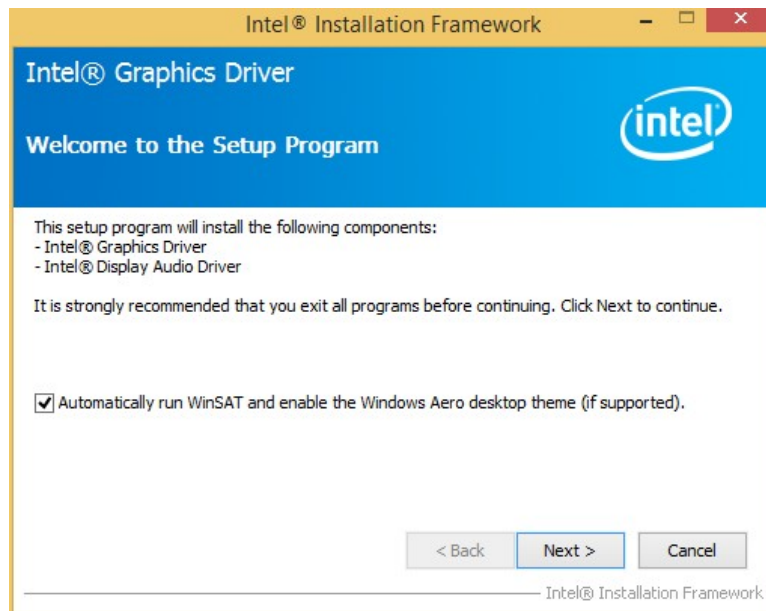 Intel® Installation Framework
Intel® Graphics Driver
intel
Welcome to the Setup Program
This setup program will install the following components:
- Intel® Graphics Driver
- Intel® Display Audio Driver
It is strongly recommended that you exit all programs before continuing. Click Next to continue.
Automatically run WinSAT and enable the Windows Aero desktop theme (if supported).
< Back Next > Cancel
Intel® Installation Framework